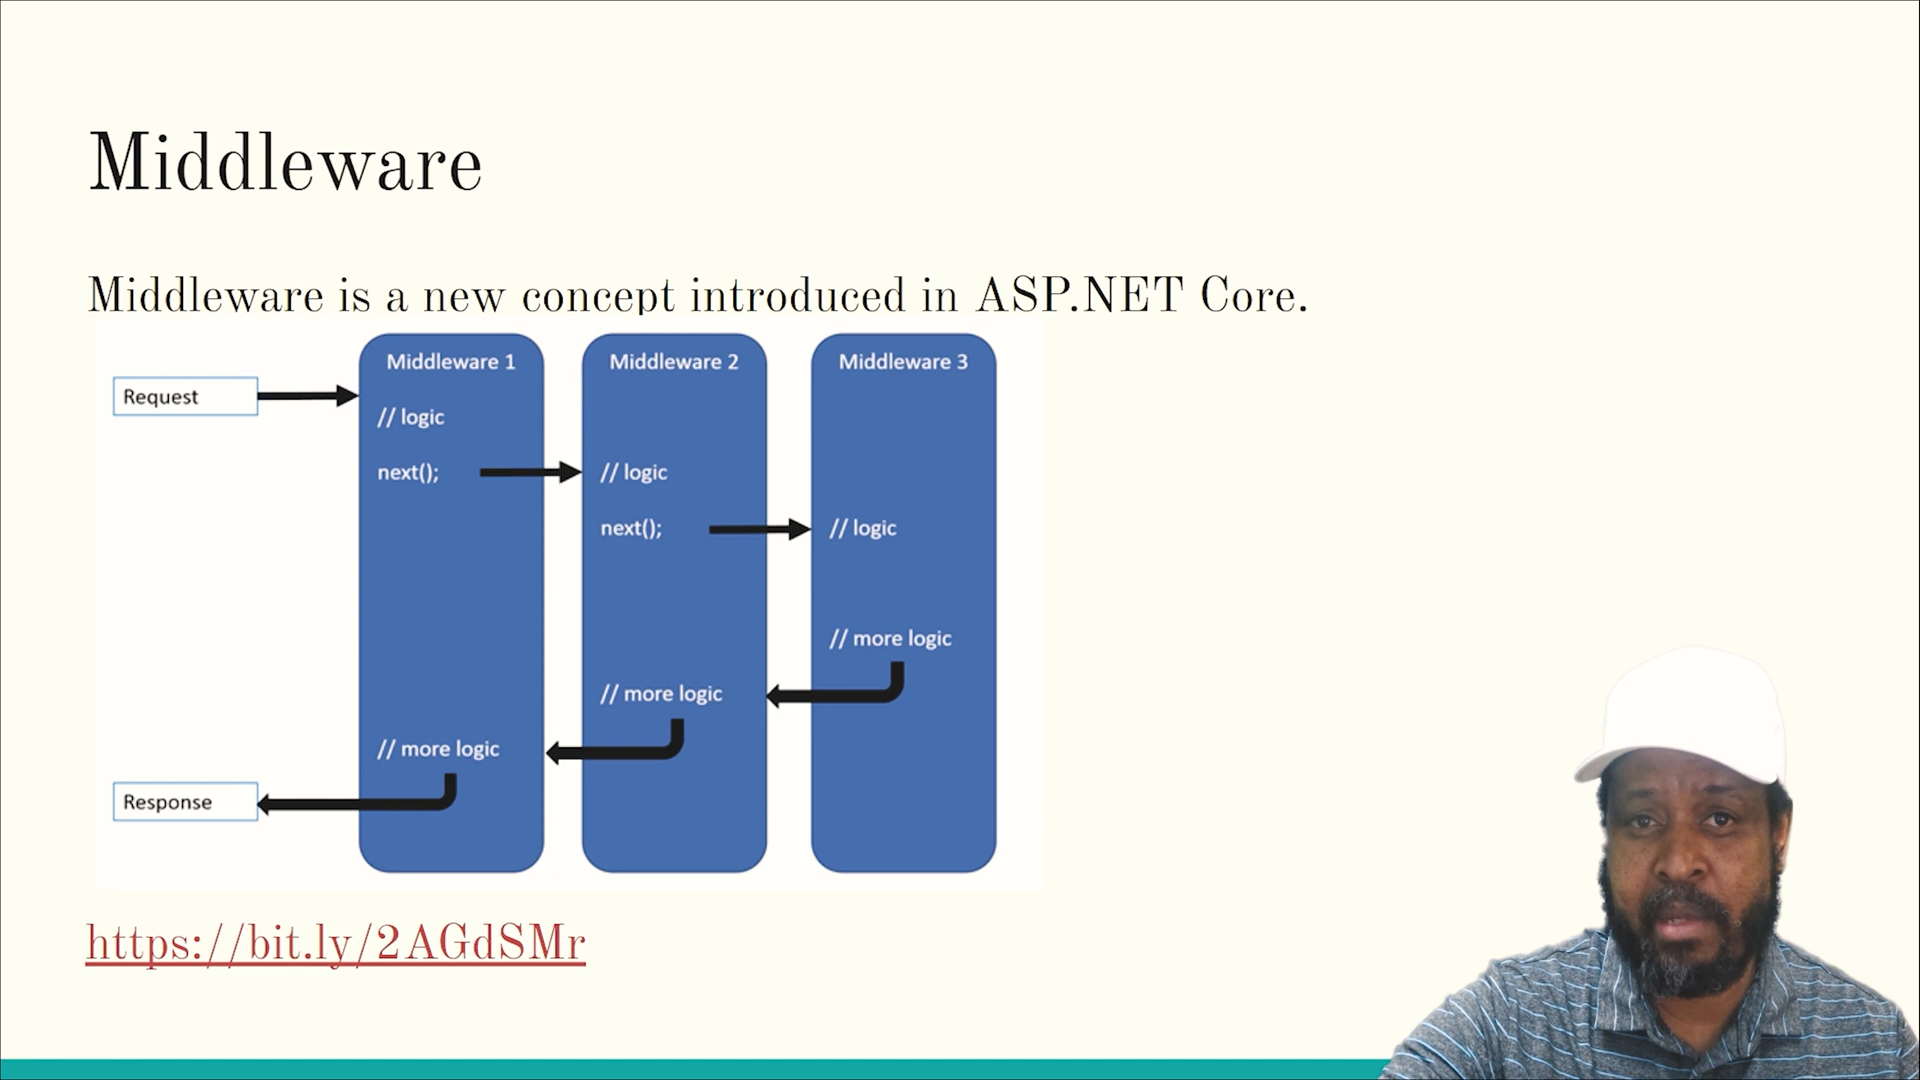 Middleware
Middleware is a new concept introduced in ASP.NET Core.
Middleware 1
Middleware 2
Middleware 3
Request
// logic
next();
// logic
next();
// logic
// more logic
// more logic
// more logic
Response
https://bit.ly/2AGdSMr